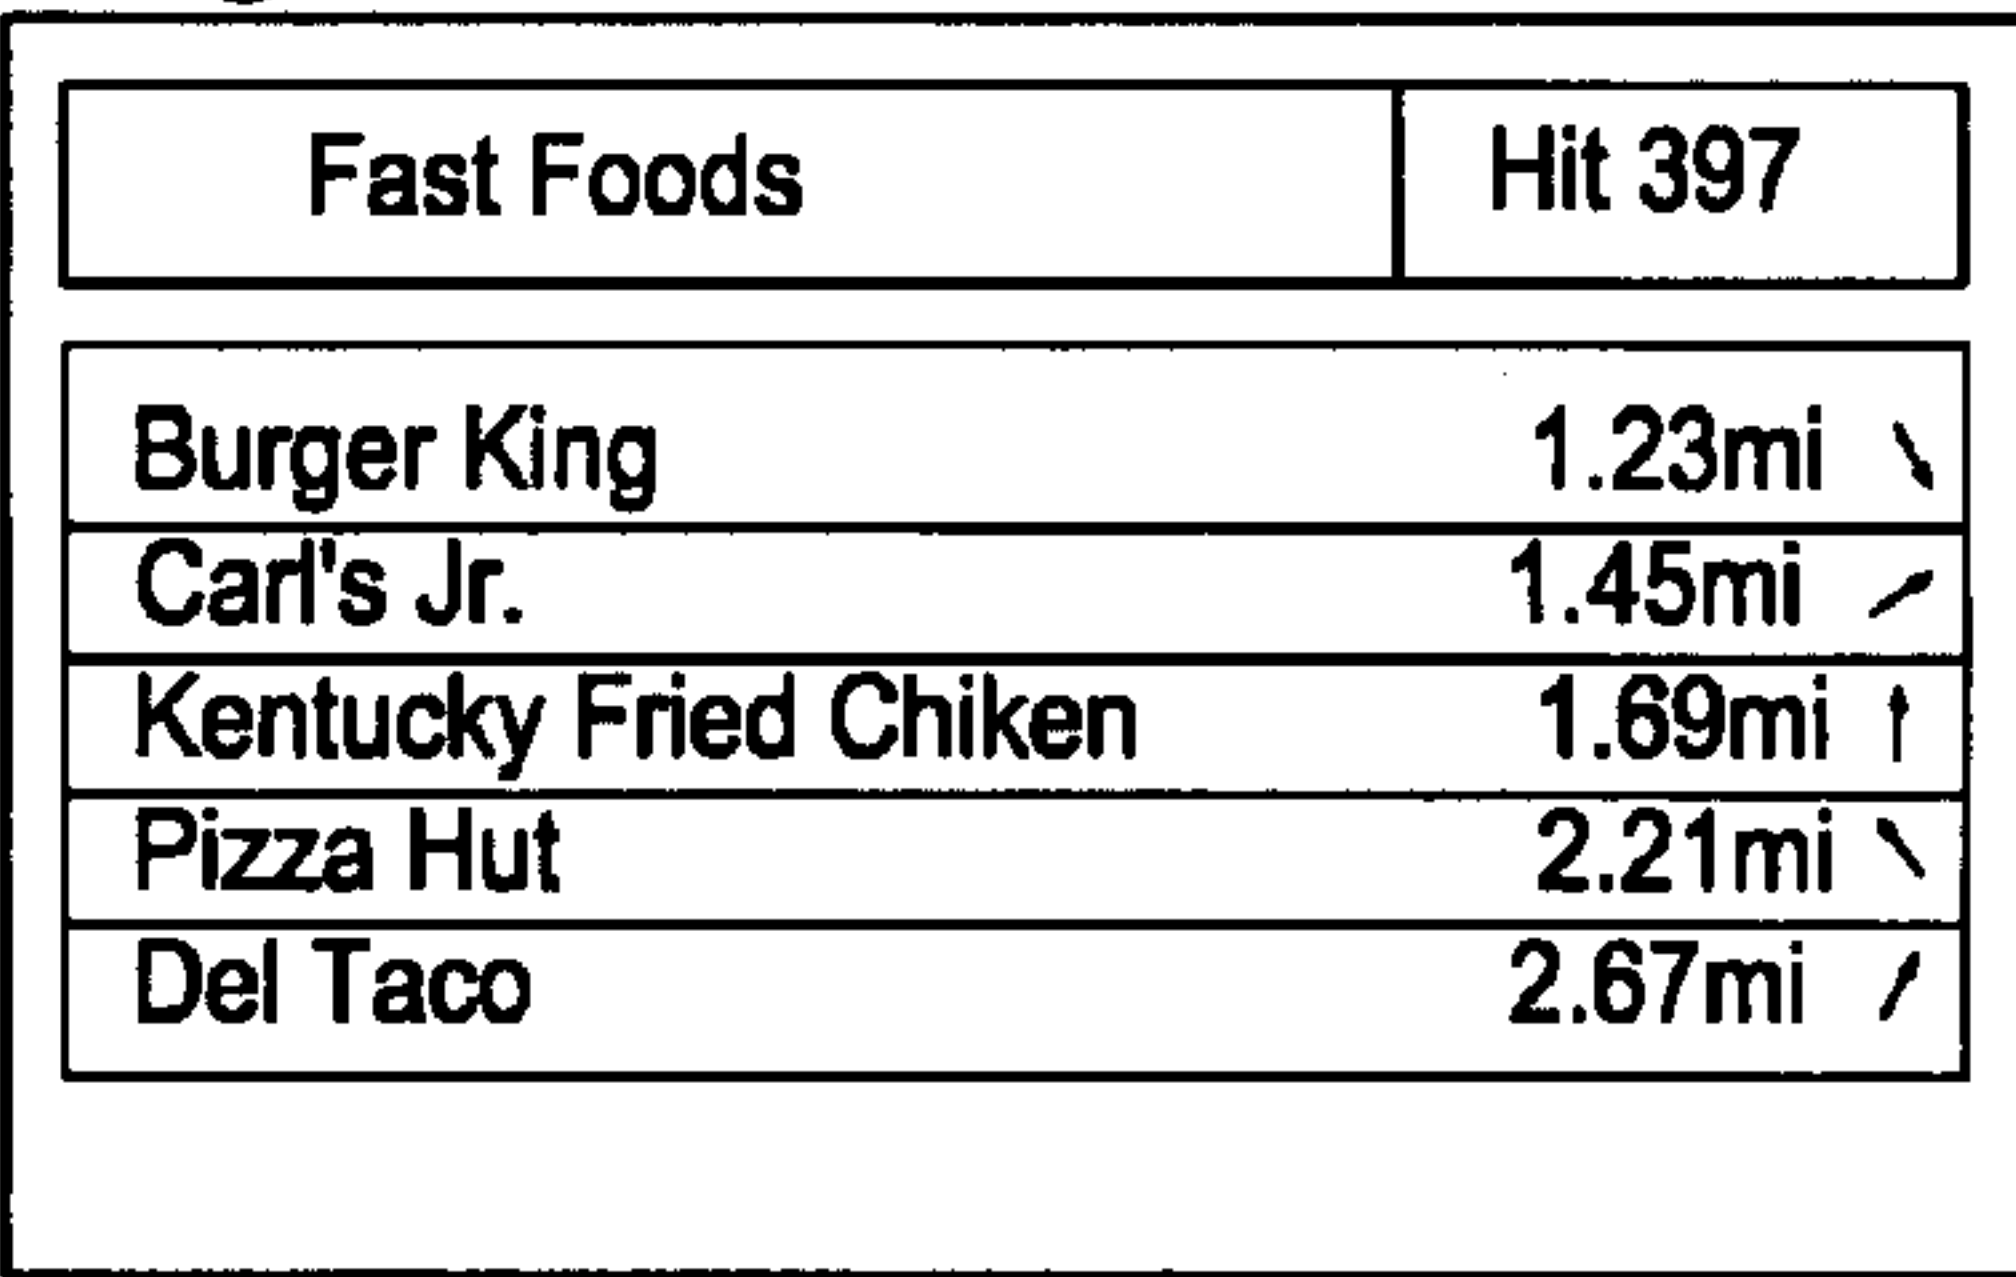 Fast Foods Hit 397
Burger King 1.23mi
Carl's Jr. 1.45mi
Kentucky Fried Chiken 1.69mi
Pizza Hut 2.21mi
Del Taco 2.67mi